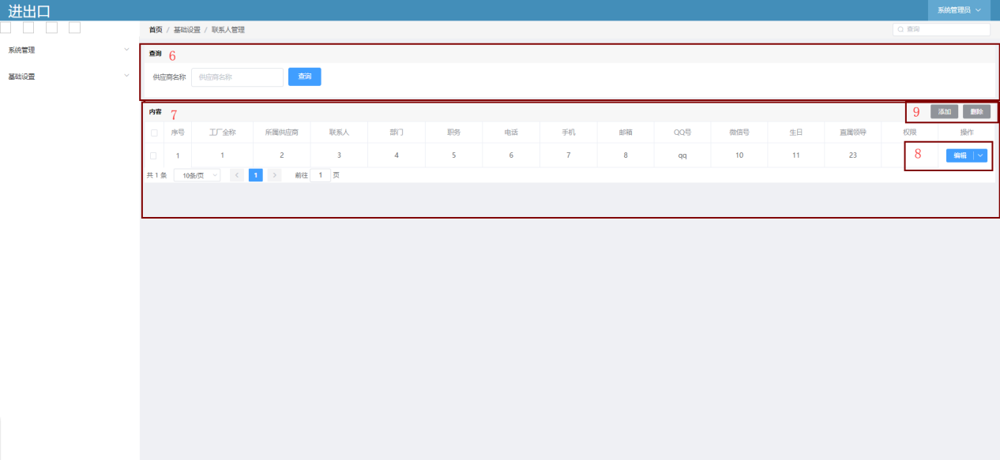 进出口
系统管理员
首页 / 基础设置 / 联系人管理
查询
系统管理
基础设置
查询 6
供应商名称 供应商名称 查询
内容 7
9 添加 删除
序号 工厂全称 所属供应商 联系人 部门 职务 电话 手机 邮箱 QQ号 微信号 生日 直属领导 权限 操作
1 1 2 3 4 5 6 7 8 qq 10 11 23 8 编辑
共 1 条 10条/页 < 1 > 前往 1 页